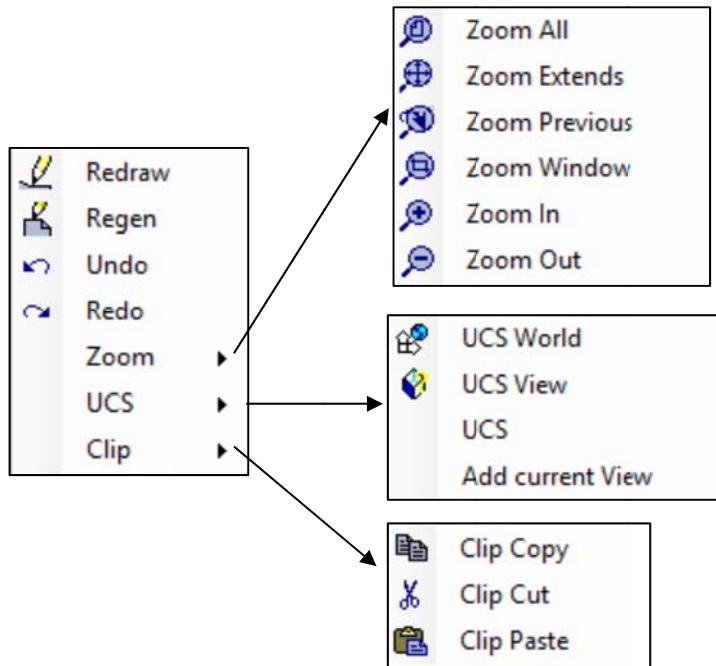 Redraw
Regen
Undo
Redo
Zoom
UCS
Clip
Zoom All
Zoom Extends
Zoom Previous
Zoom Window
Zoom In
Zoom Out
UCS World
UCS View
UCS
Add current View
Clip Copy
Clip Cut
Clip Paste